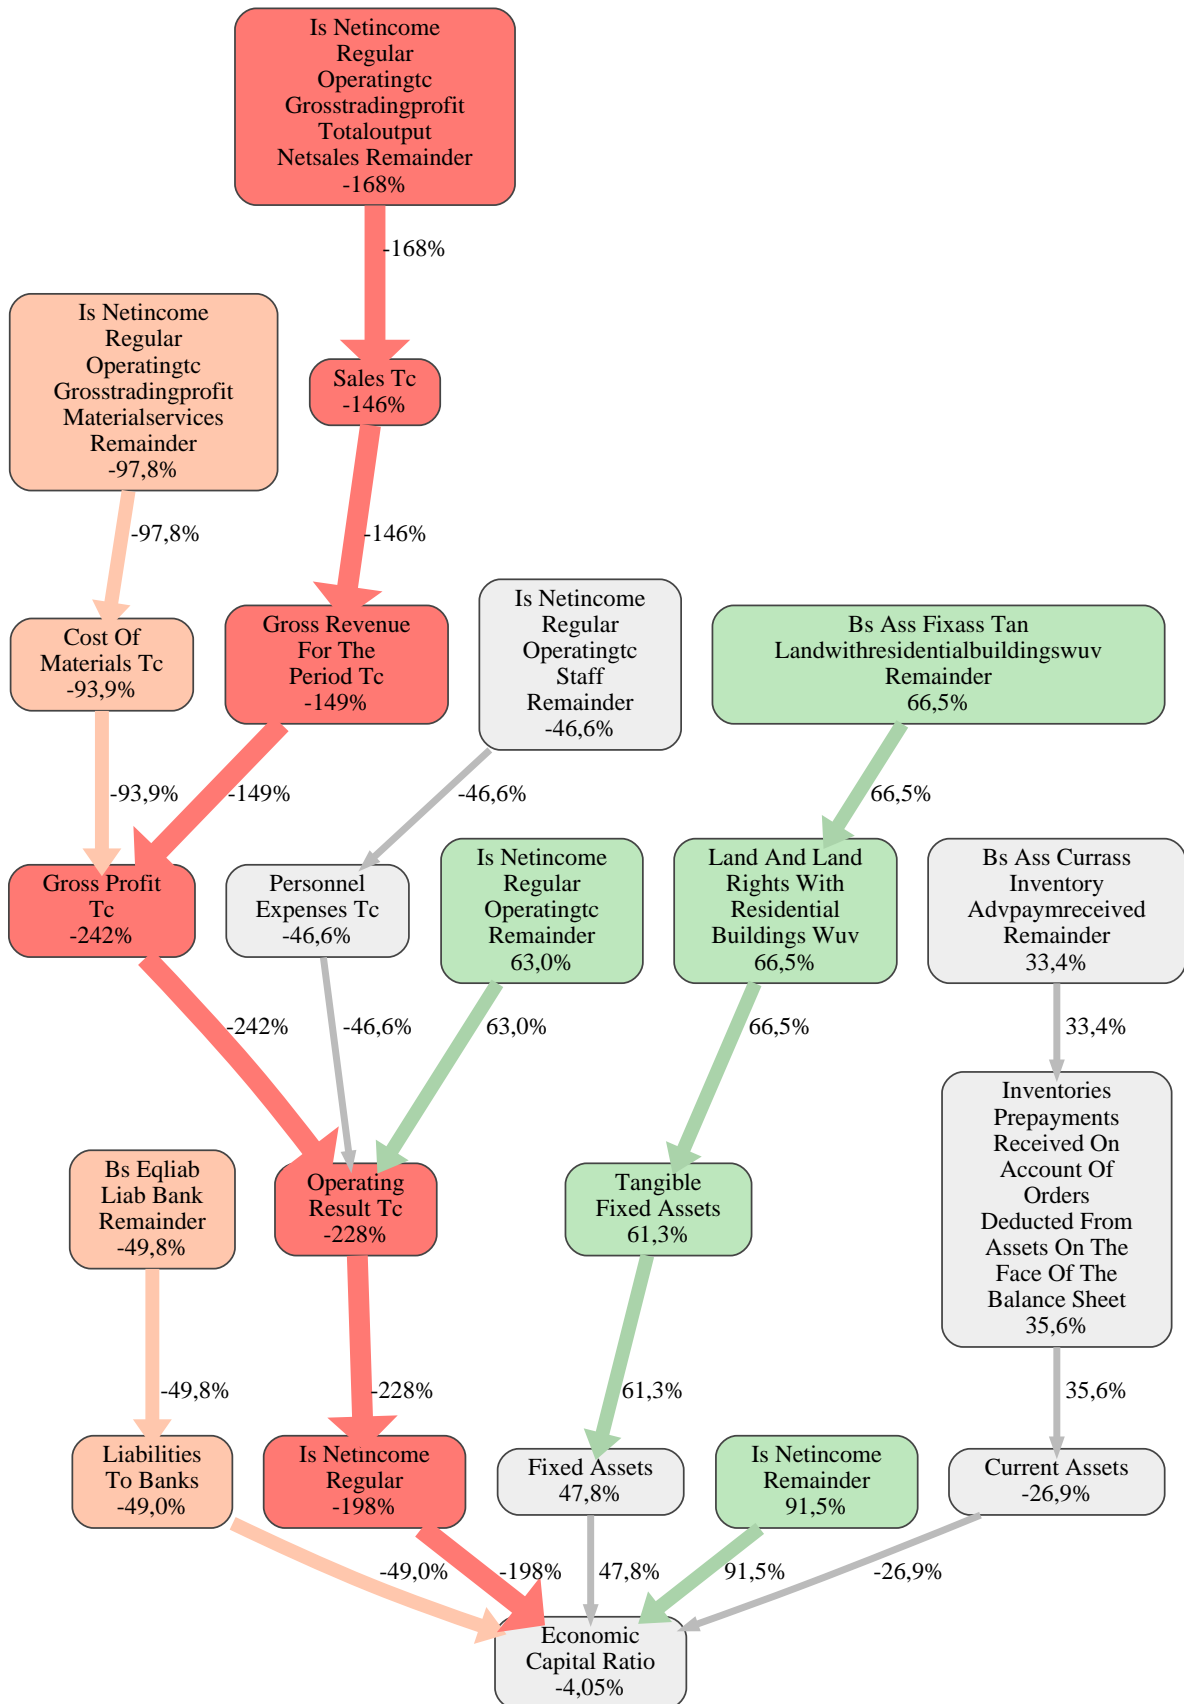 Is Netincome
Regular
Operatingtc
Grosstradingprofit
Totaloutput
Netsales Remainder
-168%
-168%
Is Netincome
Regular
Operatingtc
Grosstradingprofit
Materialservices
Remainder
-97,8%
Sales Tc
-146%
-97,8%
-146%
Is Netincome
Regular
Operatingtc
Staff
Remainder
-46,6%
Cost Of
Materials Tc
-93,9%
Gross Revenue
For The
Period Tc
-149%
Bs Ass Fixass Tan
Landwithresidentialbuildingswuv
Remainder
66,5%
-93,9%
-149%
-46,6%
66,5%
Gross Profit
Tc
-242%
Personnel
Expenses Tc
-46,6%
Is Netincome
Regular
Operatingtc
Remainder
63,0%
Land And Land
Rights With
Residential
Buildings Wuv
66,5%
Bs Ass Currass
Inventory
Advpaymreceived
Remainder
33,4%
-242%
-46,6%
63,0%
66,5%
33,4%
Bs Eqliab
Liab Bank
Remainder
-49,8%
Operating
Result Tc
-228%
Tangible
Fixed Assets
61,3%
Inventories
Prepayments
Received On
Account Of
Orders
Deducted From
Assets On The
Face Of The
Balance Sheet
35,6%
-49,8%
-228%
61,3%
35,6%
Liabilities
To Banks
-49,0%
Is Netincome
Regular
-198%
Fixed Assets
47,8%
Is Netincome
Remainder
91,5%
Current Assets
-26,9%
-49,0%
-198%
47,8%
91,5%
-26,9%
Economic
Capital Ratio
-4,05%